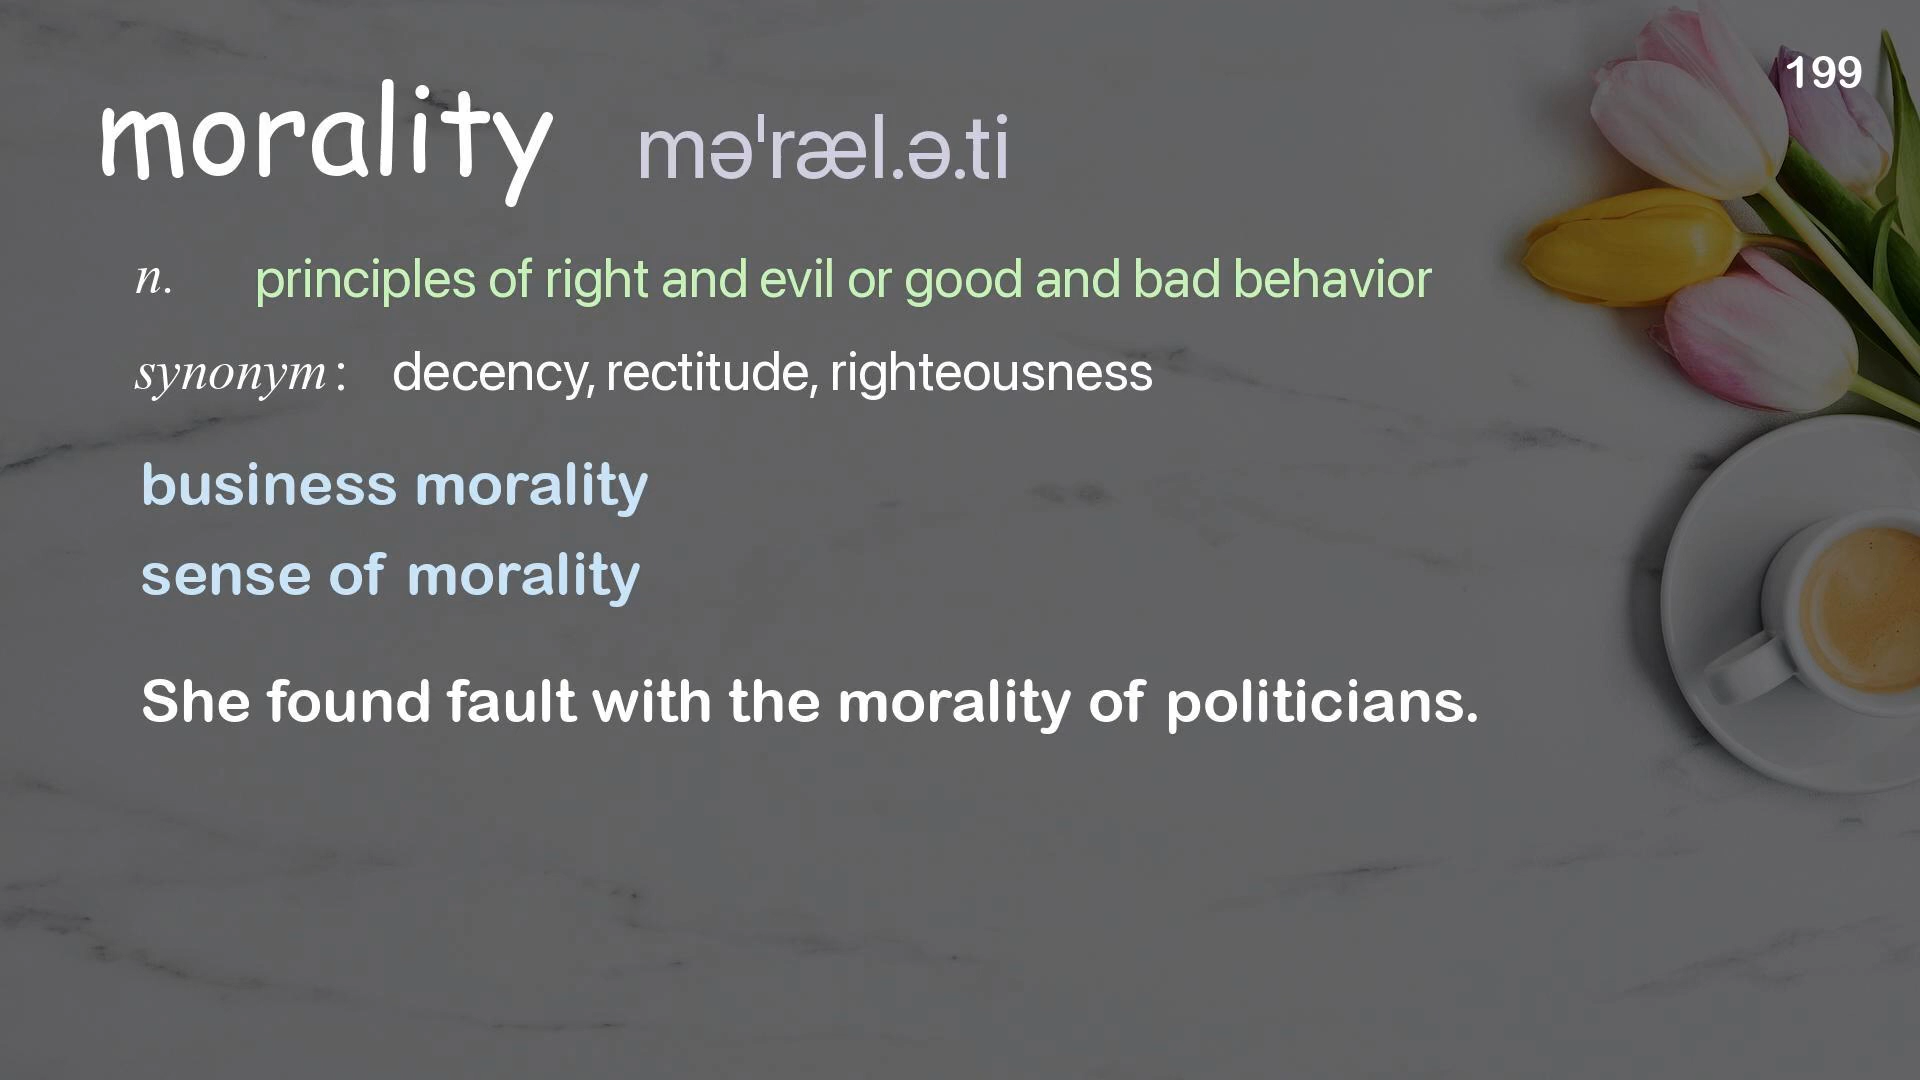 199
morality məˈræl.ə.ti
n. principles of right and evil or good and bad behavior
synonym: decency, rectitude, righteousness
business morality
sense of morality
She found fault with the morality of politicians.